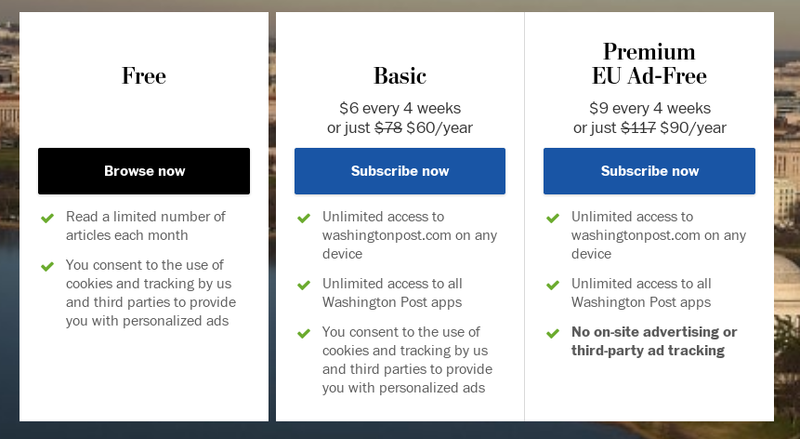 Free
Browse now
Read a limited number of
articles each month
You consent to the use of
cookies and tracking by us
and third parties to provide
you with personalized ads
Basic
$6 every 4 weeks
or just $78 $60/year
Subscribe now
Unlimited access to
washingtonpost.com on any
device
Unlimited access to all
Washington Post apps
You consent to the use of
cookies and tracking by us
and third parties to provide
you with personalized ads
Premium
EU Ad-Free
$9 every 4 weeks
or just $117 $90/year
Subscribe now
Unlimited access to
washingtonpost.com on any
device
Unlimited access to all
Washington Post apps
No on-site advertising or
third-party ad tracking